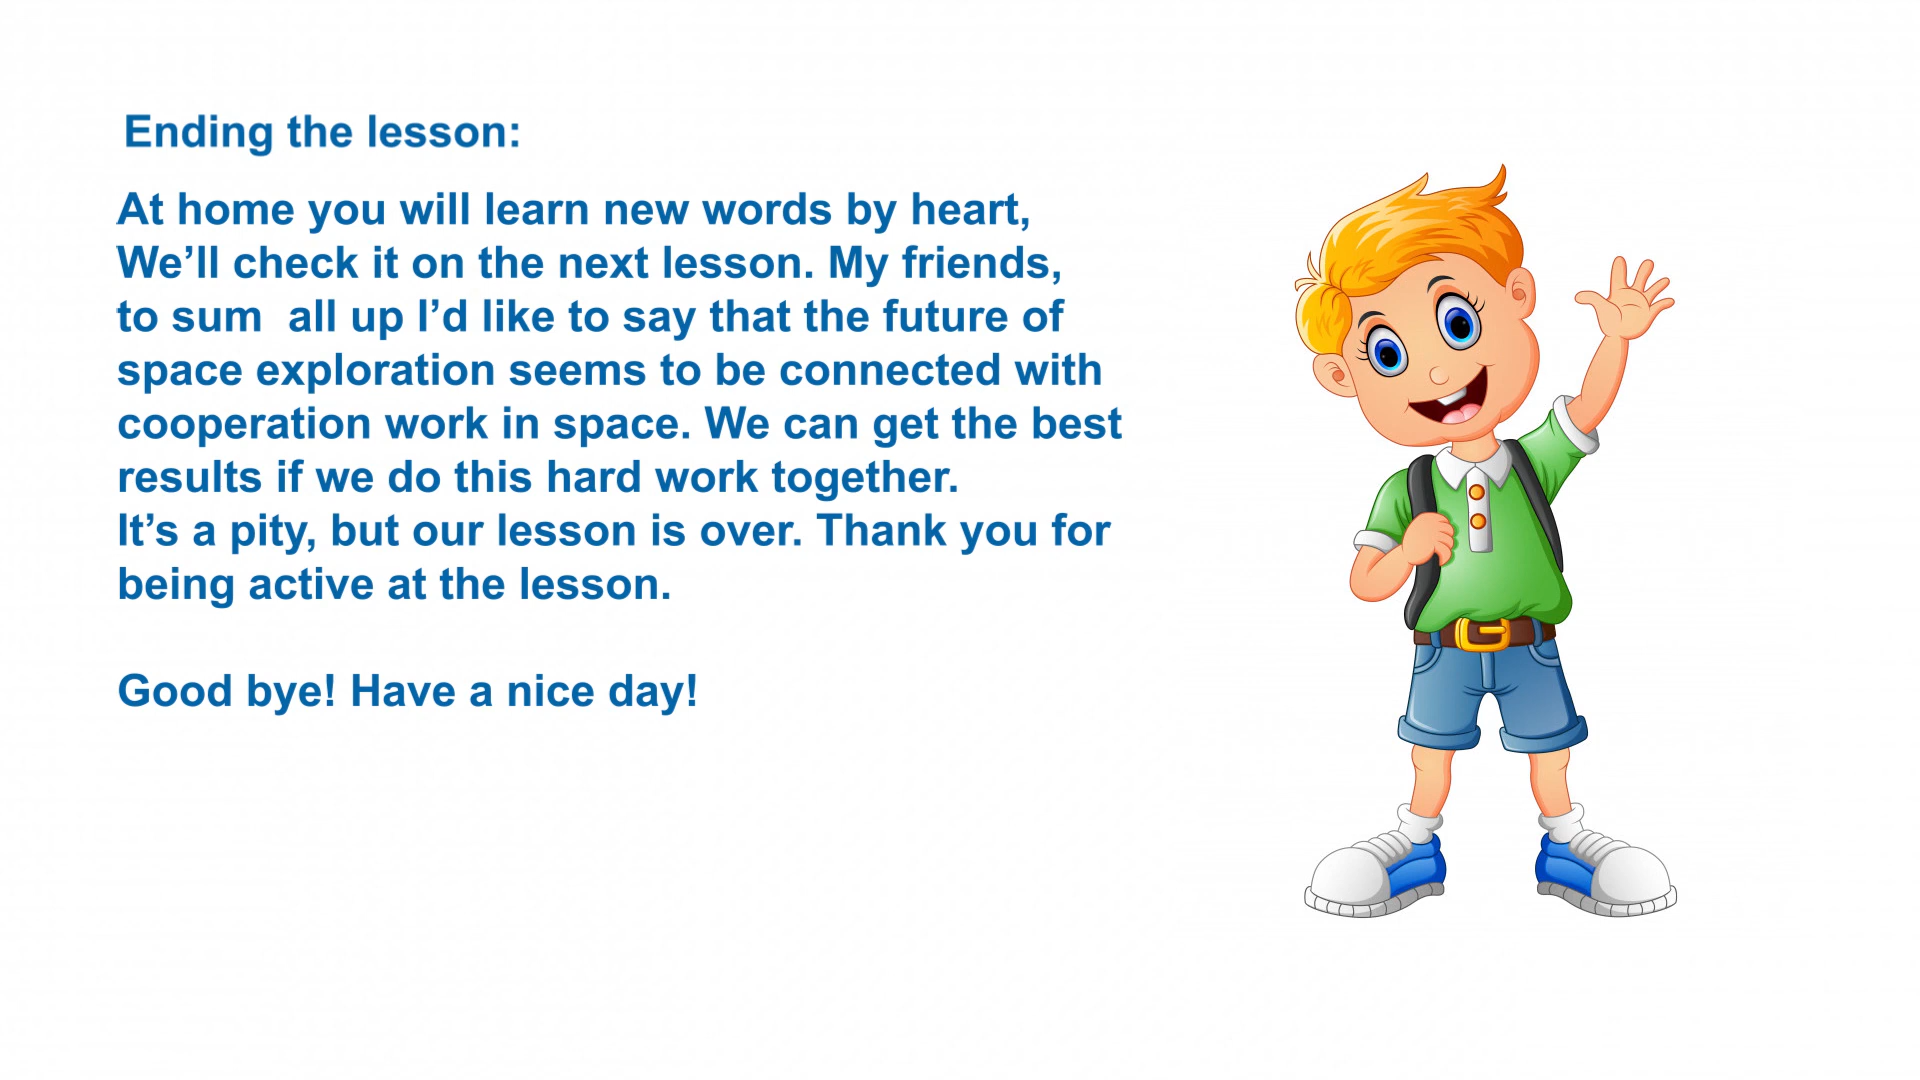 Ending the lesson:
At home you will learn new words by heart,
We’ll check it on the next lesson. My friends,
to sum  all up I’d like to say that the future of
space exploration seems to be connected with
cooperation work in space. We can get the best
results if we do this hard work together.
It’s a pity, but our lesson is over. Thank you for
being active at the lesson.
Good bye! Have a nice day!